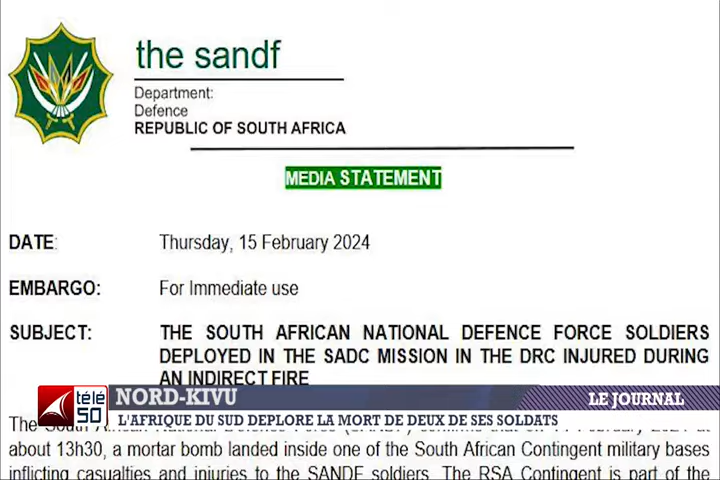 the sandf
Department:
Defence
REPUBLIC OF SOUTH AFRICA
MEDIA STATEMENT
DATE: Thursday, 15 February 2024
EMBARGO: For Immediate use
SUBJECT: THE SOUTH AFRICAN NATIONAL DEFENCE FORCE SOLDIERS
DEPLOYED IN THE SADC MISSION IN THE DRC INJURED DURING
AN INDIRECT FIRE
télé 50
NORD-KIVU
LE JOURNAL
L'AFRIQUE DU SUD DEPLORE LA MORT DE DEUX DE SES SOLDATS
The
about 13h30, a mortar bomb landed inside one of the South African Contingent military bases
inflicting casualties and injuries to the SANDF soldiers. The RSA Contingent is part of the